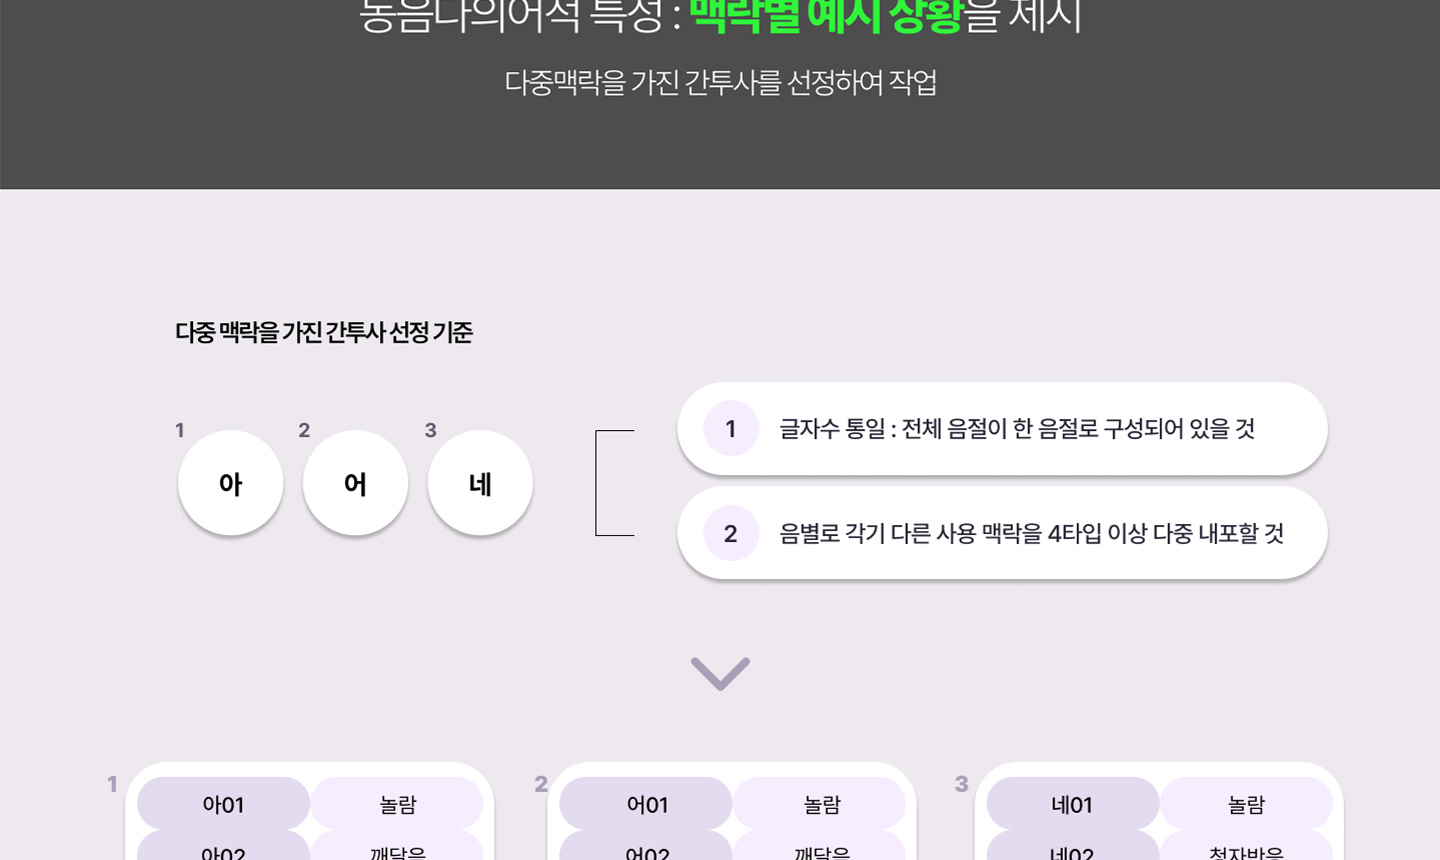 동음다의어적 특성 : 맥락별 예시 상황을 제시
다중맥락을 가진 간투사를 선정하여 작업
다중 맥락을 가진 간투사 선정 기준
1 아
2 어
3 네
1 글자수 통일 : 전체 음절이 한 음절로 구성되어 있을 것
2 음별로 각기 다른 사용 맥락을 4타입 이상 다중 내포할 것
1
아01 놀람
아02 깨달음
2
어01 놀람
어02 깨달음
3
네01 놀람
네02 청자반응